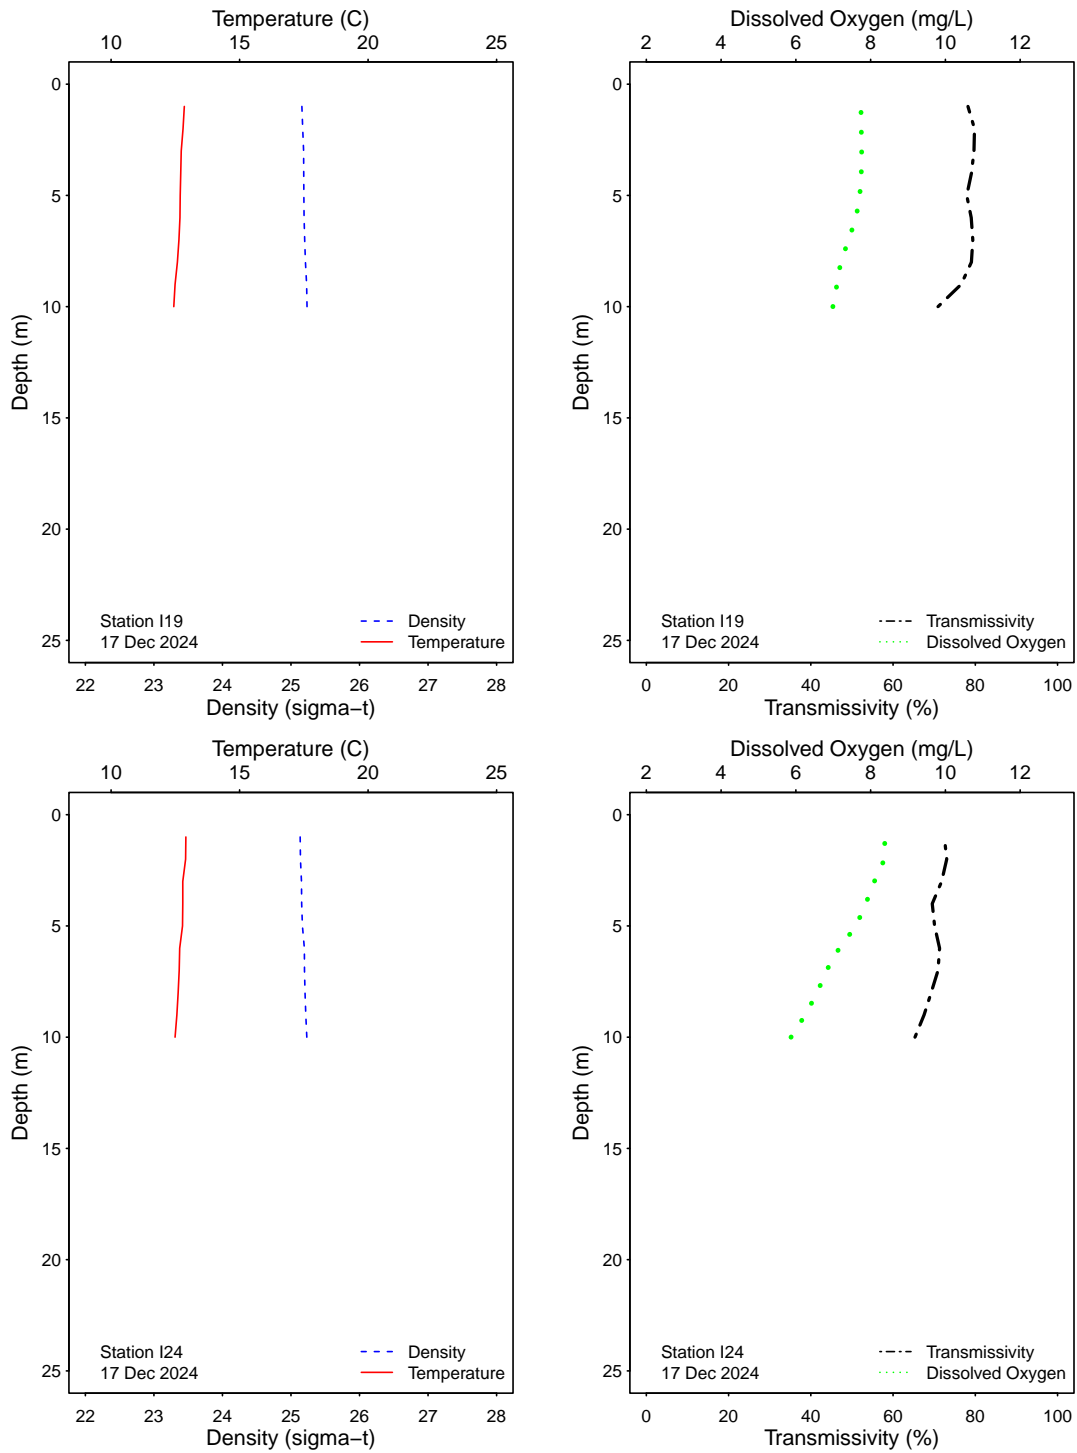 Temperature (C)
10 15 20 25
0
5
10
15
20
25
Depth (m)
Station I19
17 Dec 2024
Density
Temperature
22 23 24 25 26 27 28
Density (sigma−t)
Dissolved Oxygen (mg/L)
2 4 6 8 10 12
0
5
10
15
20
25
Depth (m)
Station I19
17 Dec 2024
Transmissivity
Dissolved Oxygen
0 20 40 60 80 100
Transmissivity (%)
Temperature (C)
10 15 20 25
0
5
10
15
20
25
Depth (m)
Station I24
17 Dec 2024
Density
Temperature
22 23 24 25 26 27 28
Density (sigma−t)
Dissolved Oxygen (mg/L)
2 4 6 8 10 12
0
5
10
15
20
25
Depth (m)
Station I24
17 Dec 2024
Transmissivity
Dissolved Oxygen
0 20 40 60 80 100
Transmissivity (%)